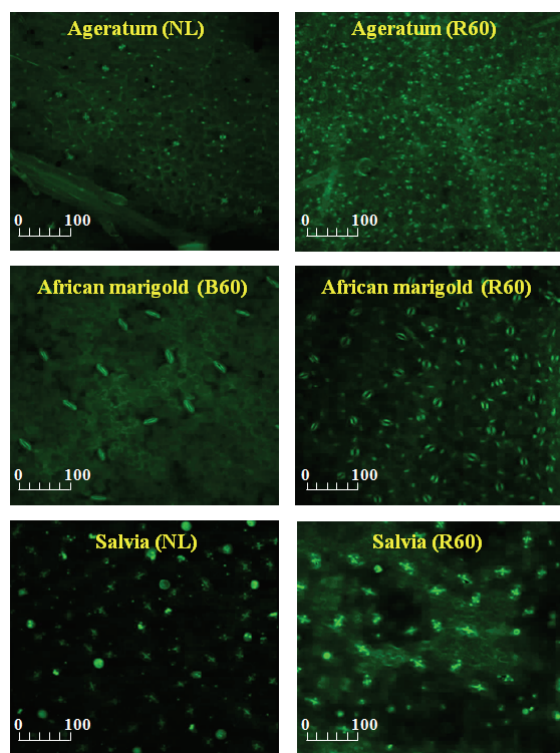 Ageratum (NL)
0 100
Ageratum (R60)
0 100
African marigold (B60)
0 100
African marigold (R60)
0 100
Salvia (NL)
0 100
Salvia (R60)
0 100